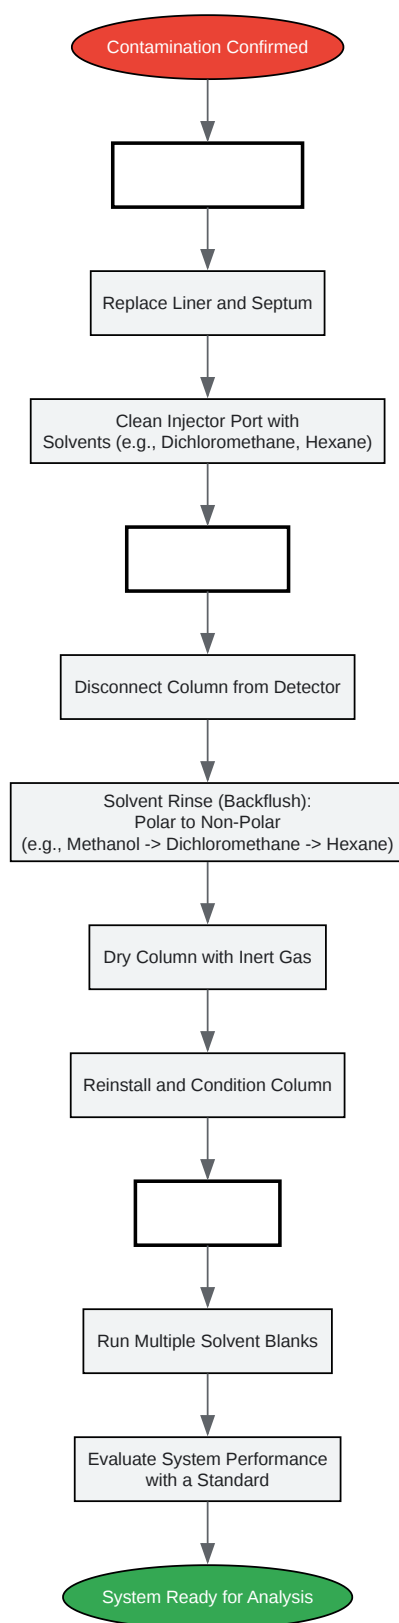 Contamination Confirmed
Replace Liner and Septum
Clean Injector Port with
Solvents (e.g., Dichloromethane, Hexane)
Disconnect Column from Detector
Solvent Rinse (Backflush):
Polar to Non-Polar
(e.g., Methanol -> Dichloromethane -> Hexane)
Dry Column with Inert Gas
Reinstall and Condition Column
Run Multiple Solvent Blanks
Evaluate System Performance
with a Standard
System Ready for Analysis